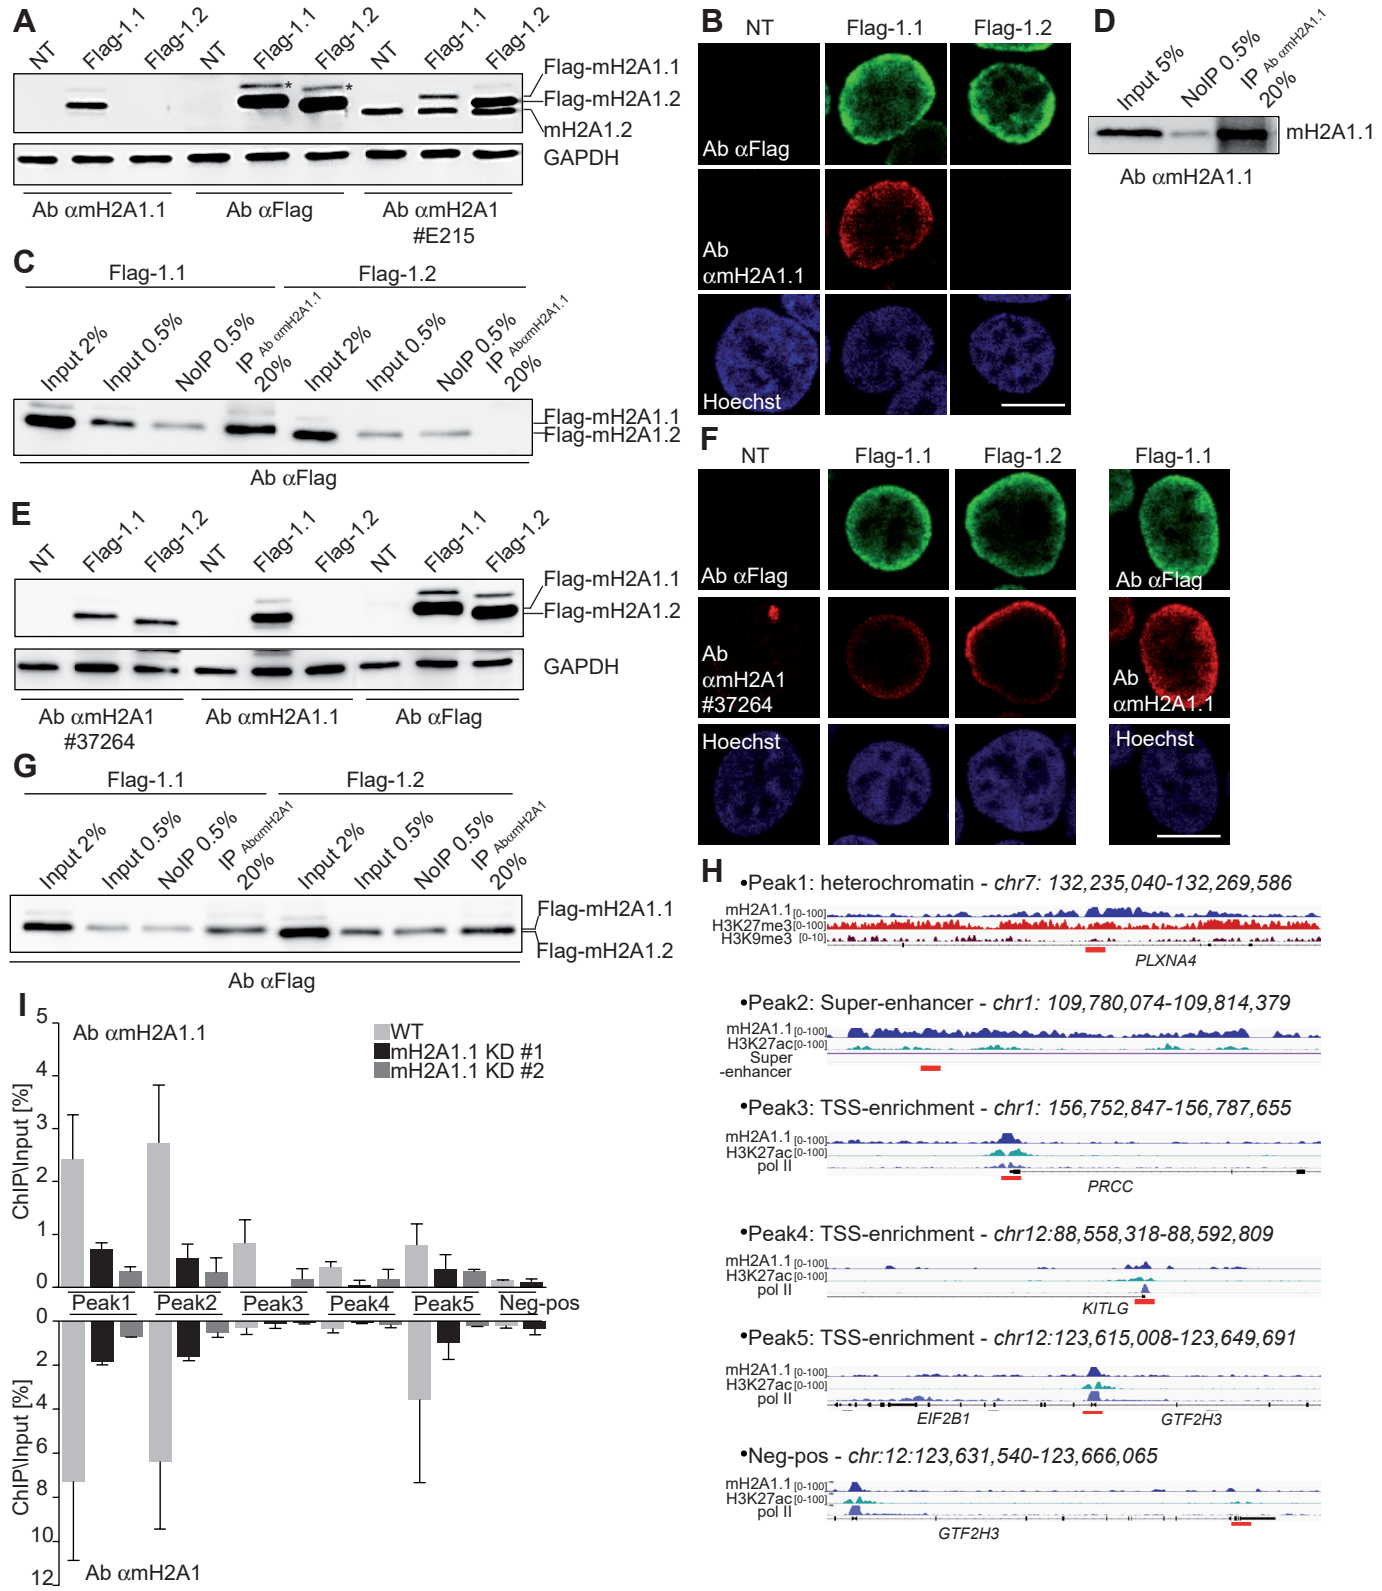 A
NT
Flag-1.1
Flag-1.2
NT
Flag-1.1
Flag-1.2
NT
Flag-1.1
Flag-1.2
*
*
Flag-mH2A1.1
Flag-mH2A1.2
mH2A1.2
GAPDH
Ab αmH2A1.1
Ab αFlag
Ab αmH2A1
#E215
B
NT
Flag-1.1
Flag-1.2
Ab αFlag
Ab
αmH2A1.1
Hoechst
D
Input 5%
NoIP 0.5%
IP Ab αmH2A1.1
20%
mH2A1.1
Ab αmH2A1.1
C
Flag-1.1
Flag-1.2
Input 2%
Input 0.5%
NoIP 0.5%
IP Ab αmH2A1.1
20%
Input 2%
Input 0.5%
NoIP 0.5%
IP AbαmH2A1.1
20%
Flag-mH2A1.1
Flag-mH2A1.2
Ab αFlag
E
NT
Flag-1.1
Flag-1.2
NT
Flag-1.1
Flag-1.2
NT
Flag-1.1
Flag-1.2
Flag-mH2A1.1
Flag-mH2A1.2
GAPDH
Ab αmH2A1
#37264
Ab αmH2A1.1
Ab αFlag
F
NT
Flag-1.1
Flag-1.2
Flag-1.1
Ab αFlag
Ab αFlag
Ab
αmH2A1
#37264
Ab
αmH2A1.1
Hoechst
Hoechst
G
Flag-1.1
Flag-1.2
Input 2%
Input 0.5%
NoIP 0.5%
IP AbαmH2A1
20%
Input 2%
Input 0.5%
NoIP 0.5%
IP AbαmH2A1
20%
Flag-mH2A1.1
Flag-mH2A1.2
Ab αFlag
H
•Peak1: heterochromatin - chr7: 132,235,040-132,269,586
mH2A1.1 [0-100]
H3K27me3 [0-100]
H3K9me3 [0-10]
PLXNA4
•Peak2: Super-enhancer - chr1: 109,780,074-109,814,379
mH2A1.1 [0-100]
H3K27ac [0-100]
Super
-enhancer
•Peak3: TSS-enrichment - chr1: 156,752,847-156,787,655
mH2A1.1 [0-100]
H3K27ac [0-100]
pol II
PRCC
•Peak4: TSS-enrichment - chr12:88,558,318-88,592,809
mH2A1.1 [0-100]
H3K27ac [0-100]
pol II
KITLG
•Peak5: TSS-enrichment - chr12:123,615,008-123,649,691
mH2A1.1 [0-100]
H3K27ac [0-100]
pol II
EIF2B1
GTF2H3
•Neg-pos - chr:12:123,631,540-123,666,065
mH2A1.1 [0-100]
H3K27ac [0-100]
pol II
GTF2H3
I
Ab αmH2A1.1
WT
mH2A1.1 KD #1
mH2A1.1 KD #2
ChIP\Input [%]
5
4
3
2
1
0
Peak1
Peak2
Peak3
Peak4
Peak5
Neg-pos
0
2
4
6
8
10
12
ChIP\Input [%]
Ab αmH2A1